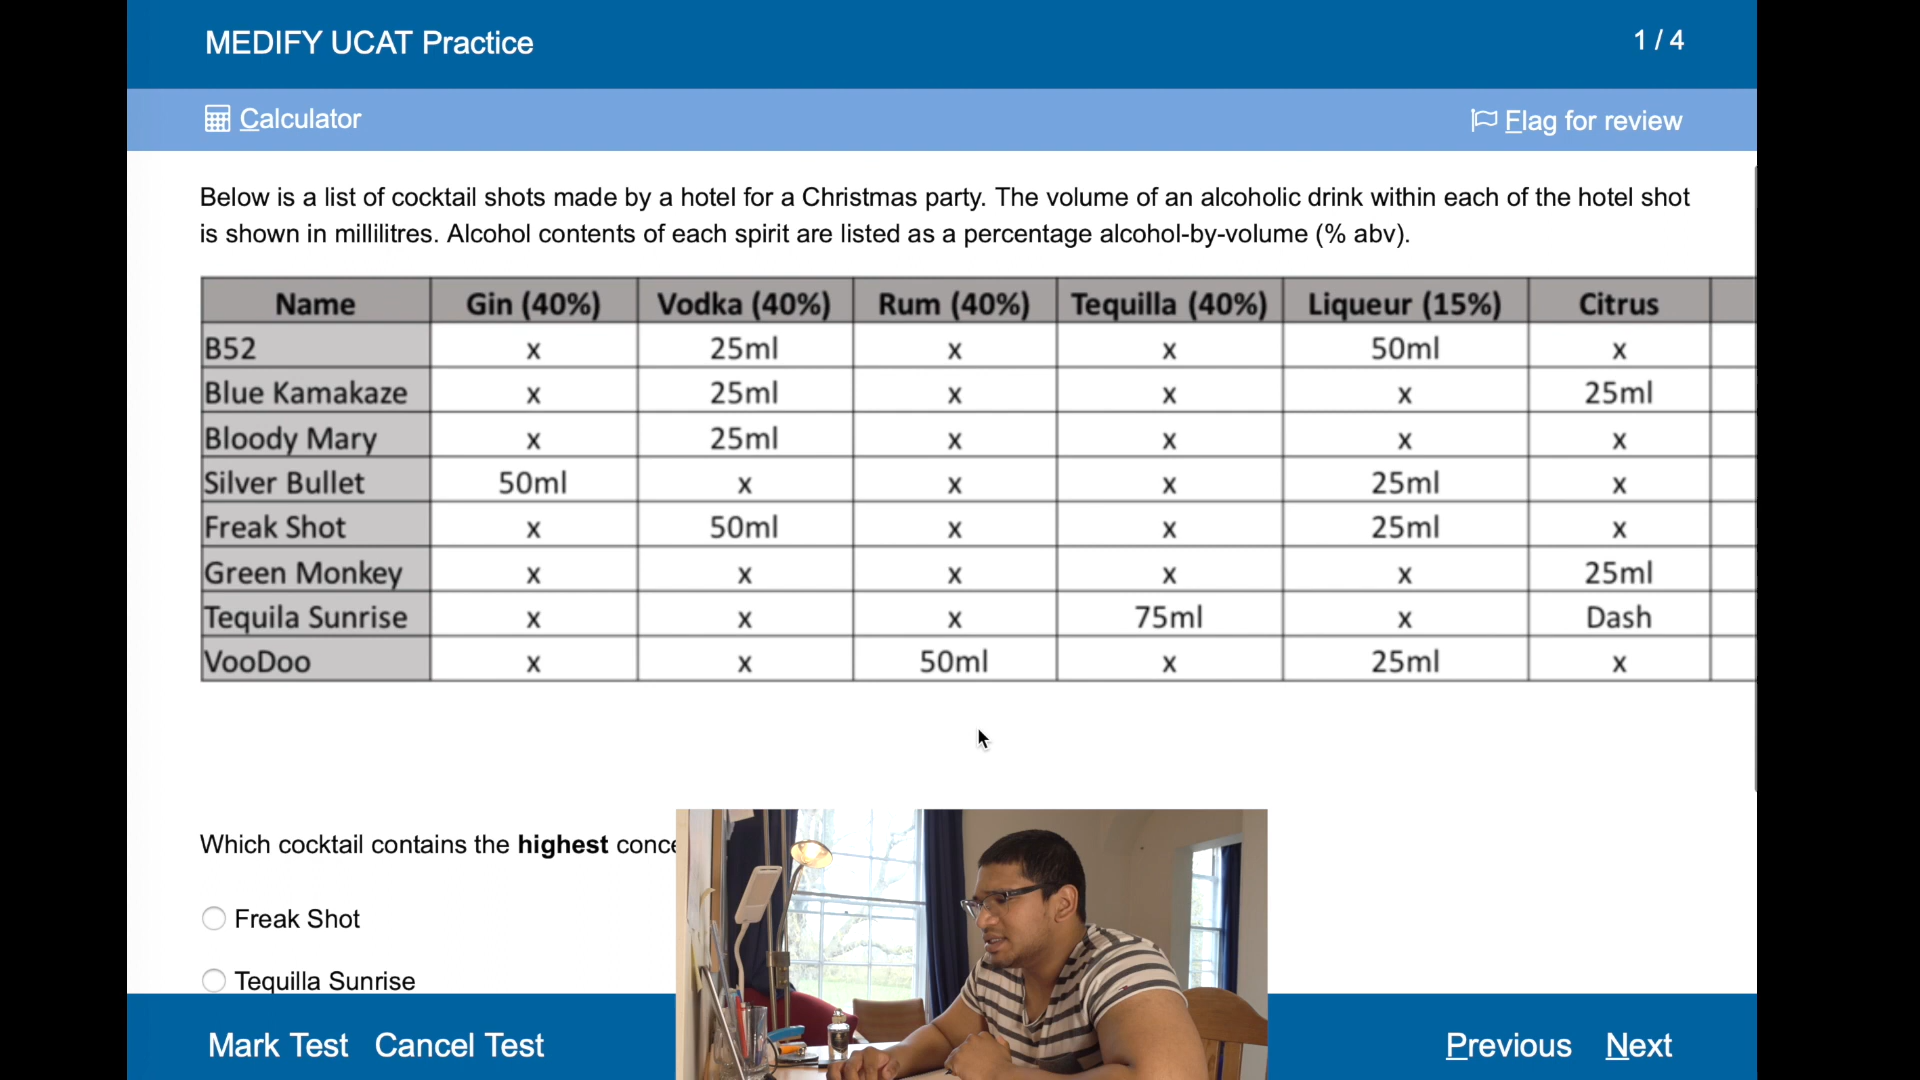 MEDIFY UCAT Practice
1 / 4
Calculator
Flag for review
Below is a list of cocktail shots made by a hotel for a Christmas party. The volume of an alcoholic drink within each of the hotel shot
is shown in millilitres. Alcohol contents of each spirit are listed as a percentage alcohol-by-volume (% abv).
Name Gin (40%) Vodka (40%) Rum (40%) Tequilla (40%) Liqueur (15%) Citrus
B52 x 25ml x x 50ml x
Blue Kamakaze x 25ml x x x 25ml
Bloody Mary x 25ml x x x x
Silver Bullet 50ml x x x 25ml x
Freak Shot x 50ml x x 25ml x
Green Monkey x x x x x 25ml
Tequila Sunrise x x x 75ml x Dash
VooDoo x x 50ml x 25ml x
Which cocktail contains the highest conce
Freak Shot
Tequilla Sunrise
Mark Test Cancel Test
Previous Next